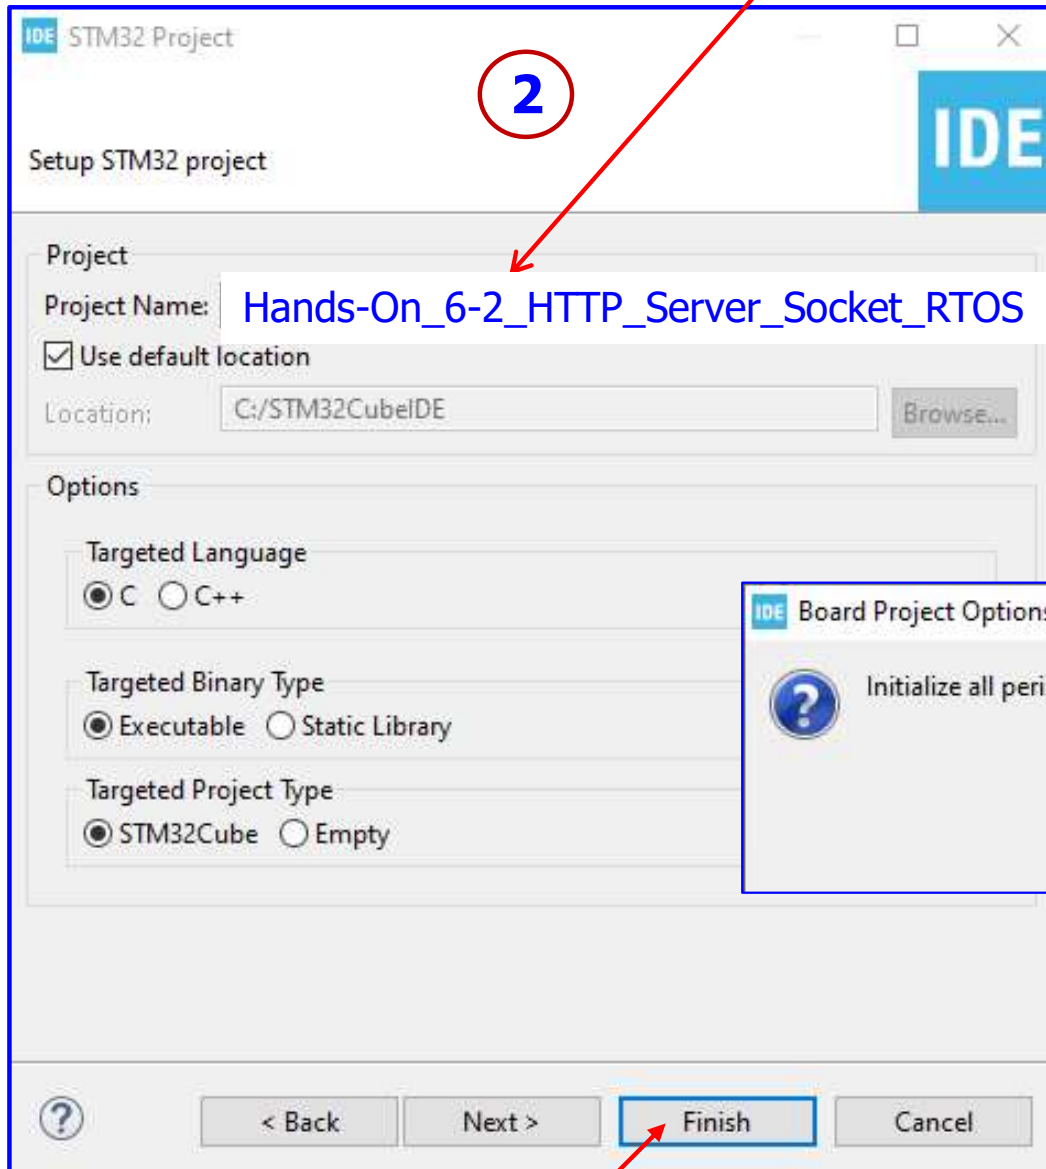 IDE STM32 Project
2
IDE
Setup STM32 project
Project
Project Name: Hands-On_6-2_HTTP_Server_Socket_RTOS
Use default location
Location: C:/STM32CubeIDE Browse...
Options
Targeted Language
C C++
Targeted Binary Type
Executable Static Library
Targeted Project Type
STM32Cube Empty
IDE Board Project Options
? Initialize all peri
? < Back Next > Finish Cancel